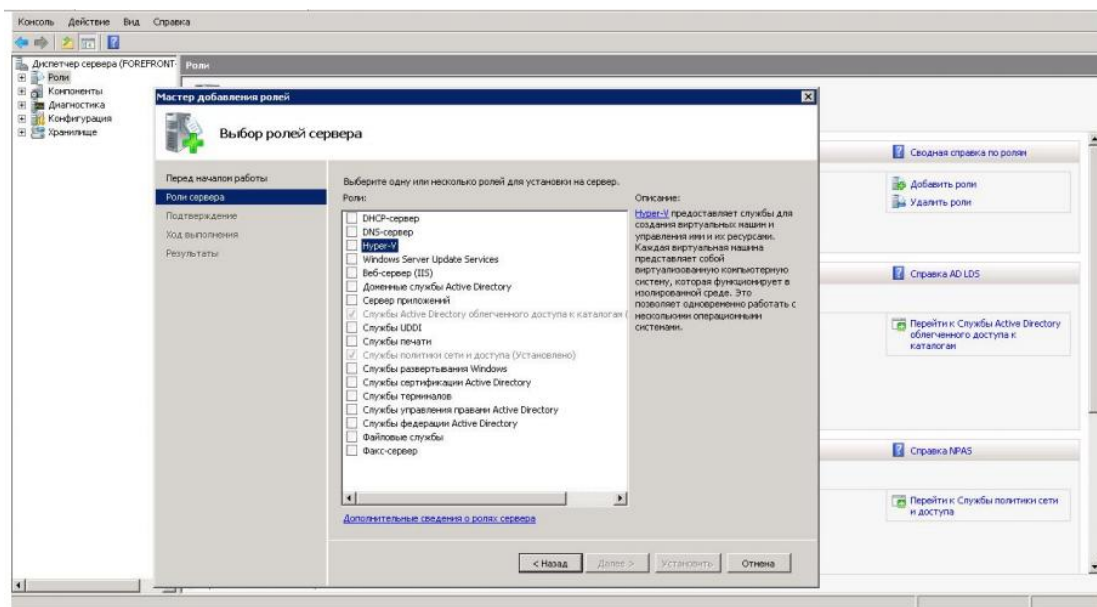 Консоль Действие Вид Справка
Диспетчер сервера (FOREFRONT-
Роли
Компоненты
Диагностика
Конфигурация
Хранилище
Роли
Мастер добавления ролей
Выбор ролей сервера
Перед началом работы
Роли сервера
Подтверждение
Ход выполнения
Результаты
Выберите одну или несколько ролей для установки на сервер.
Роли:
DHCP-сервер
DNS-сервер
Hyper-V
Windows Server Update Services
Веб-сервер (IIS)
Доменные службы Active Directory
Сервер приложений
Службы Active Directory облегченного доступа к каталогам (
Службы UDDI
Службы печати
Службы политики сети и доступа (Установлено)
Службы развертывания Windows
Службы сертификации Active Directory
Службы терминалов
Службы управления правами Active Directory
Службы федерации Active Directory
Файловые службы
Факс-сервер
Дополнительные сведения о ролях сервера
Описание:
Hyper-V предоставляет службы для
создания виртуальных машин и
управления ими и их ресурсами.
Каждая виртуальная машина
представляет собой
виртуализованную компьютерную
систему, которая функционирует в
изолированной среде. Это
позволяет одновременно работать с
несколькими операционными
системами.
< Назад
Далее >
Установить
Отмена
Сводная справка по ролям
Добавить роли
Удалить роли
Справка AD LDS
Перейти к Службы Active Directory
облегченного доступа к
каталогам
Справка NPAS
Перейти к Службы политики сети
и доступа